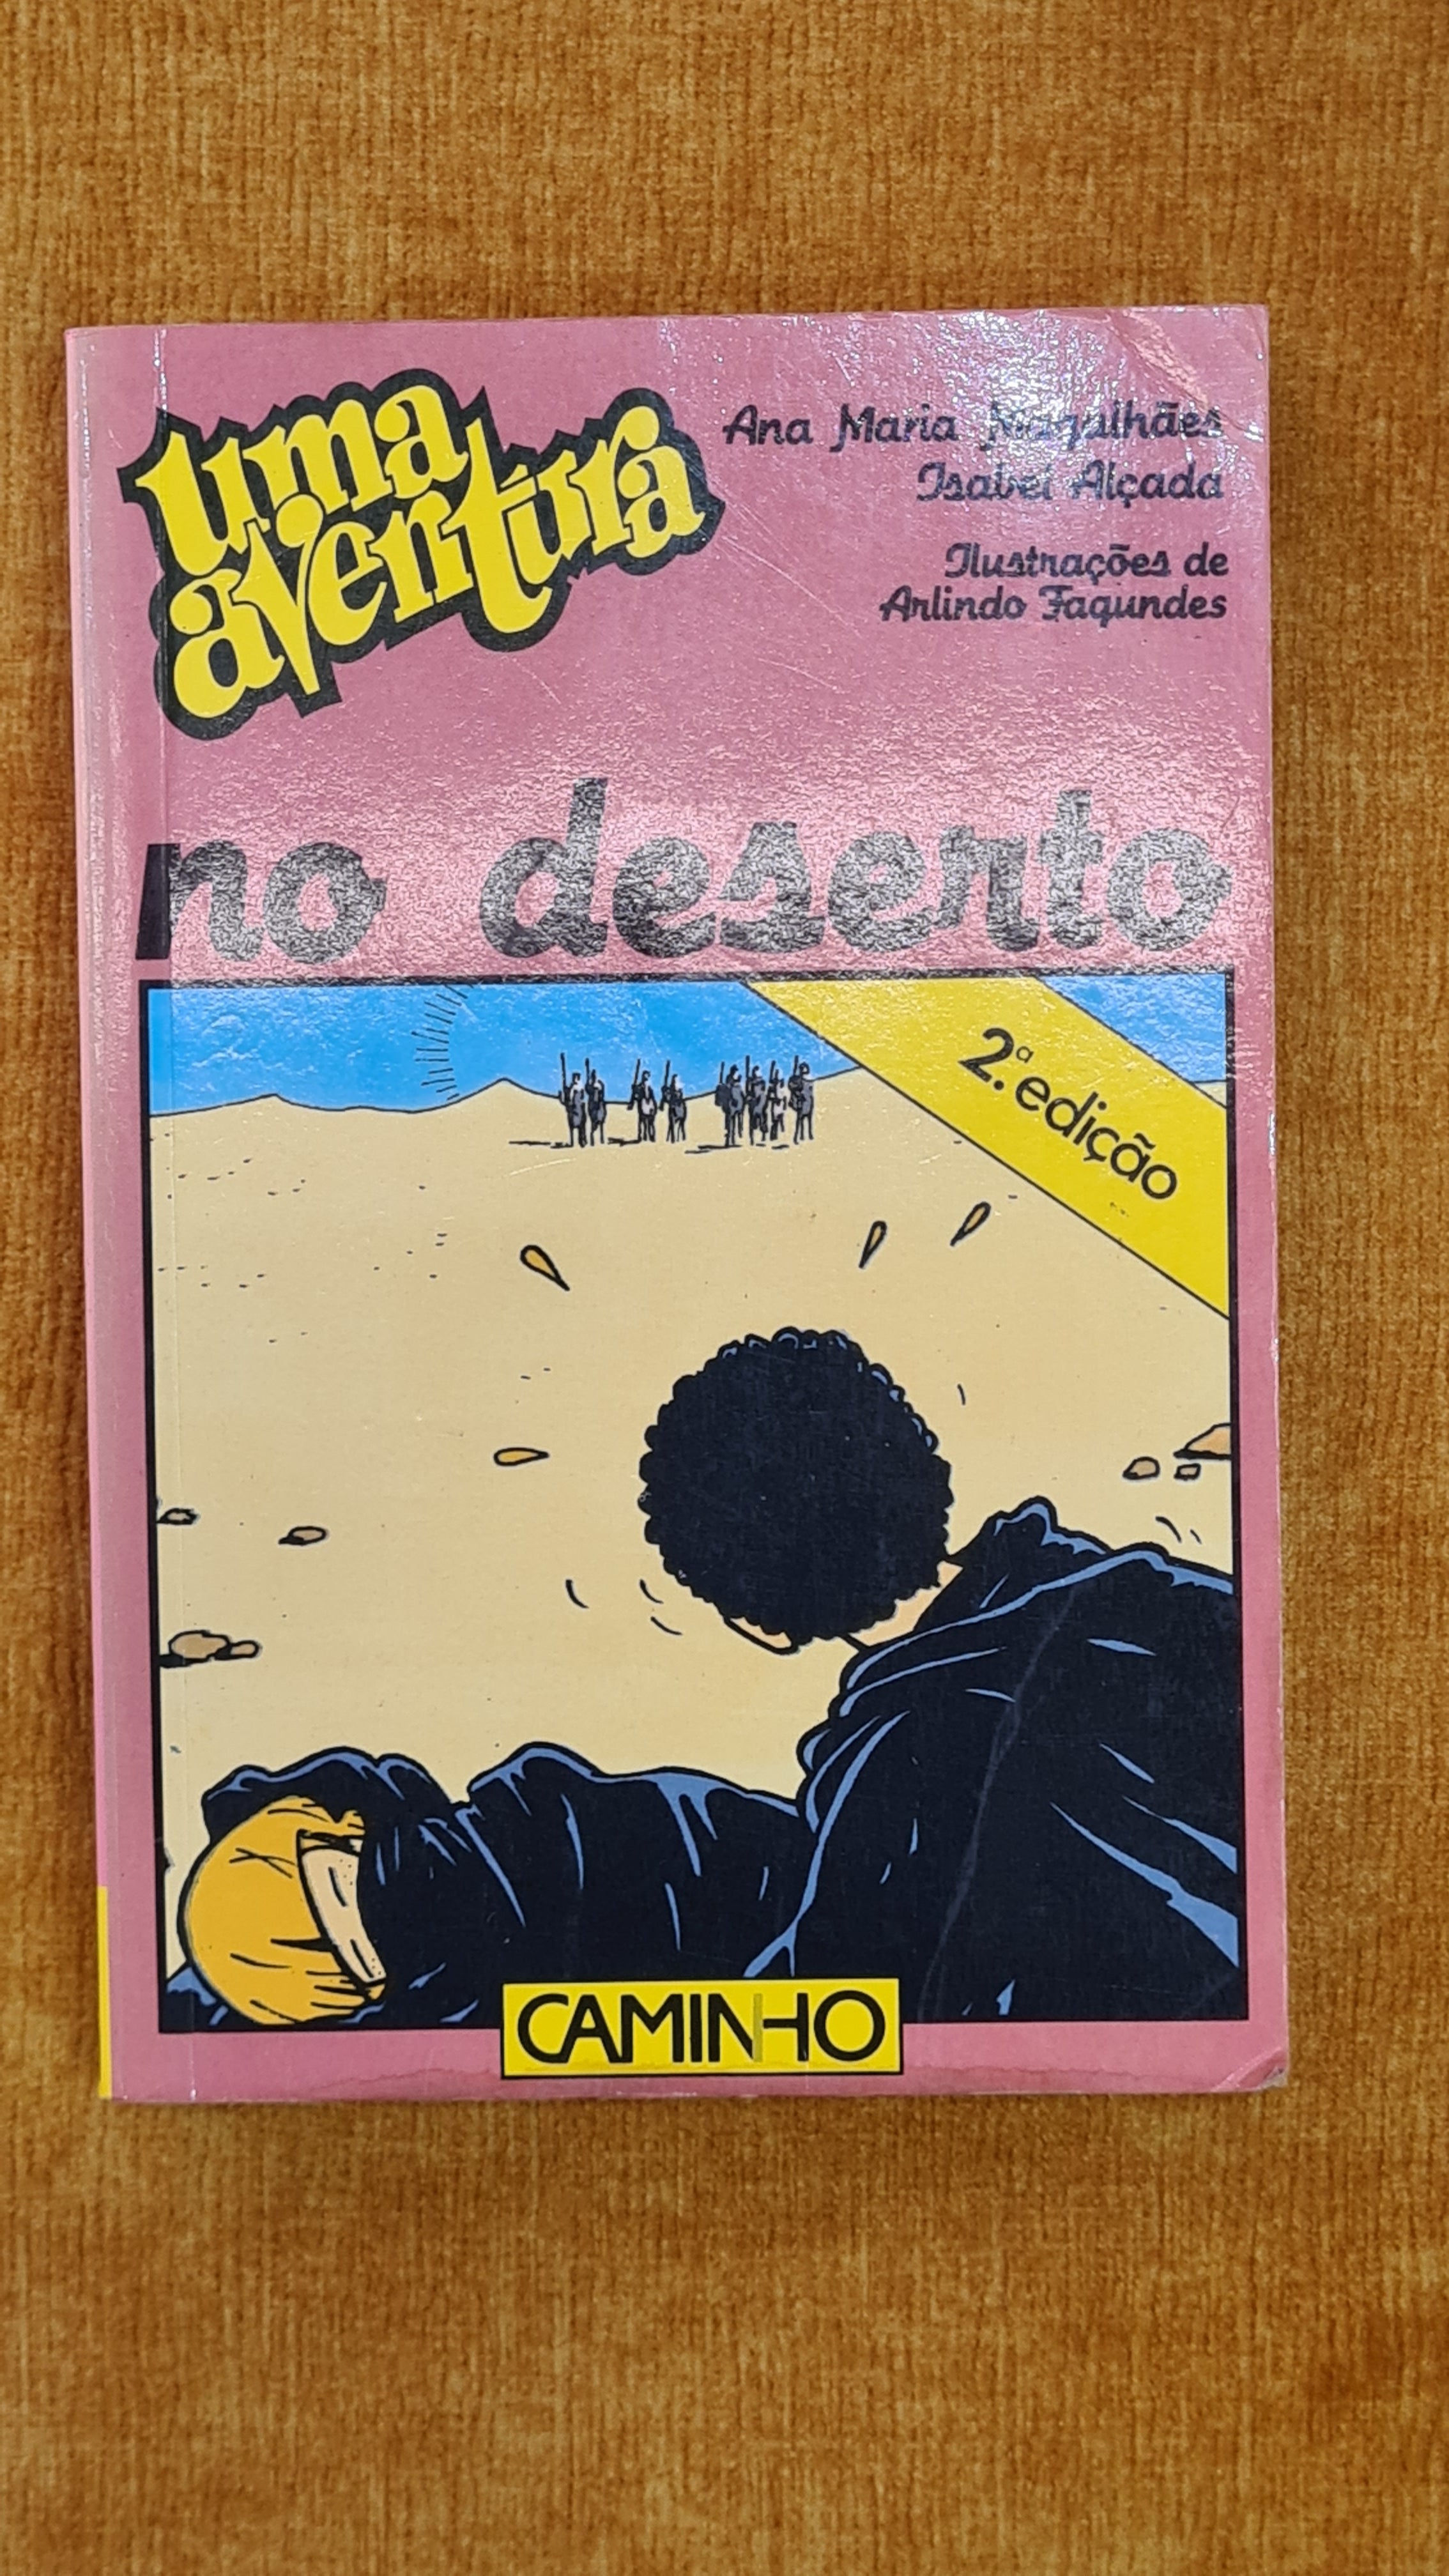 uma
aventura
Ana Maria Magalhães
Isabel Alçada
Ilustrações de
Arlindo Fagundes
no deserto
2.ª edição
CAMINHO